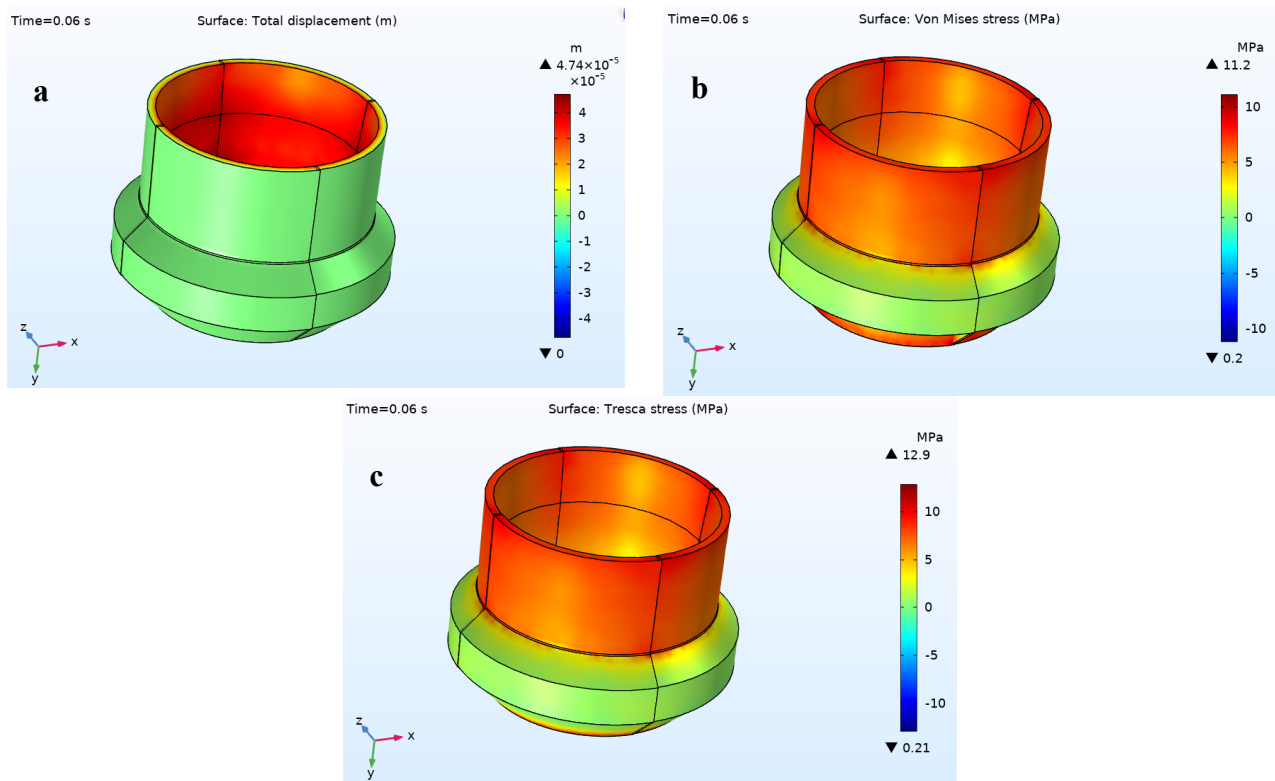 Time=0.06 s
Surface: Total displacement (m)
a
m
▲ 4.74×10⁻⁵
×10⁻⁵
4
3
2
1
0
-1
-2
-3
-4
▼ 0
z
x
y
Time=0.06 s
Surface: Von Mises stress (MPa)
b
MPa
▲ 11.2
10
5
0
-5
-10
▼ 0.2
z
x
y
Time=0.06 s
Surface: Tresca stress (MPa)
c
MPa
▲ 12.9
10
5
0
-5
-10
▼ 0.21
z
x
y